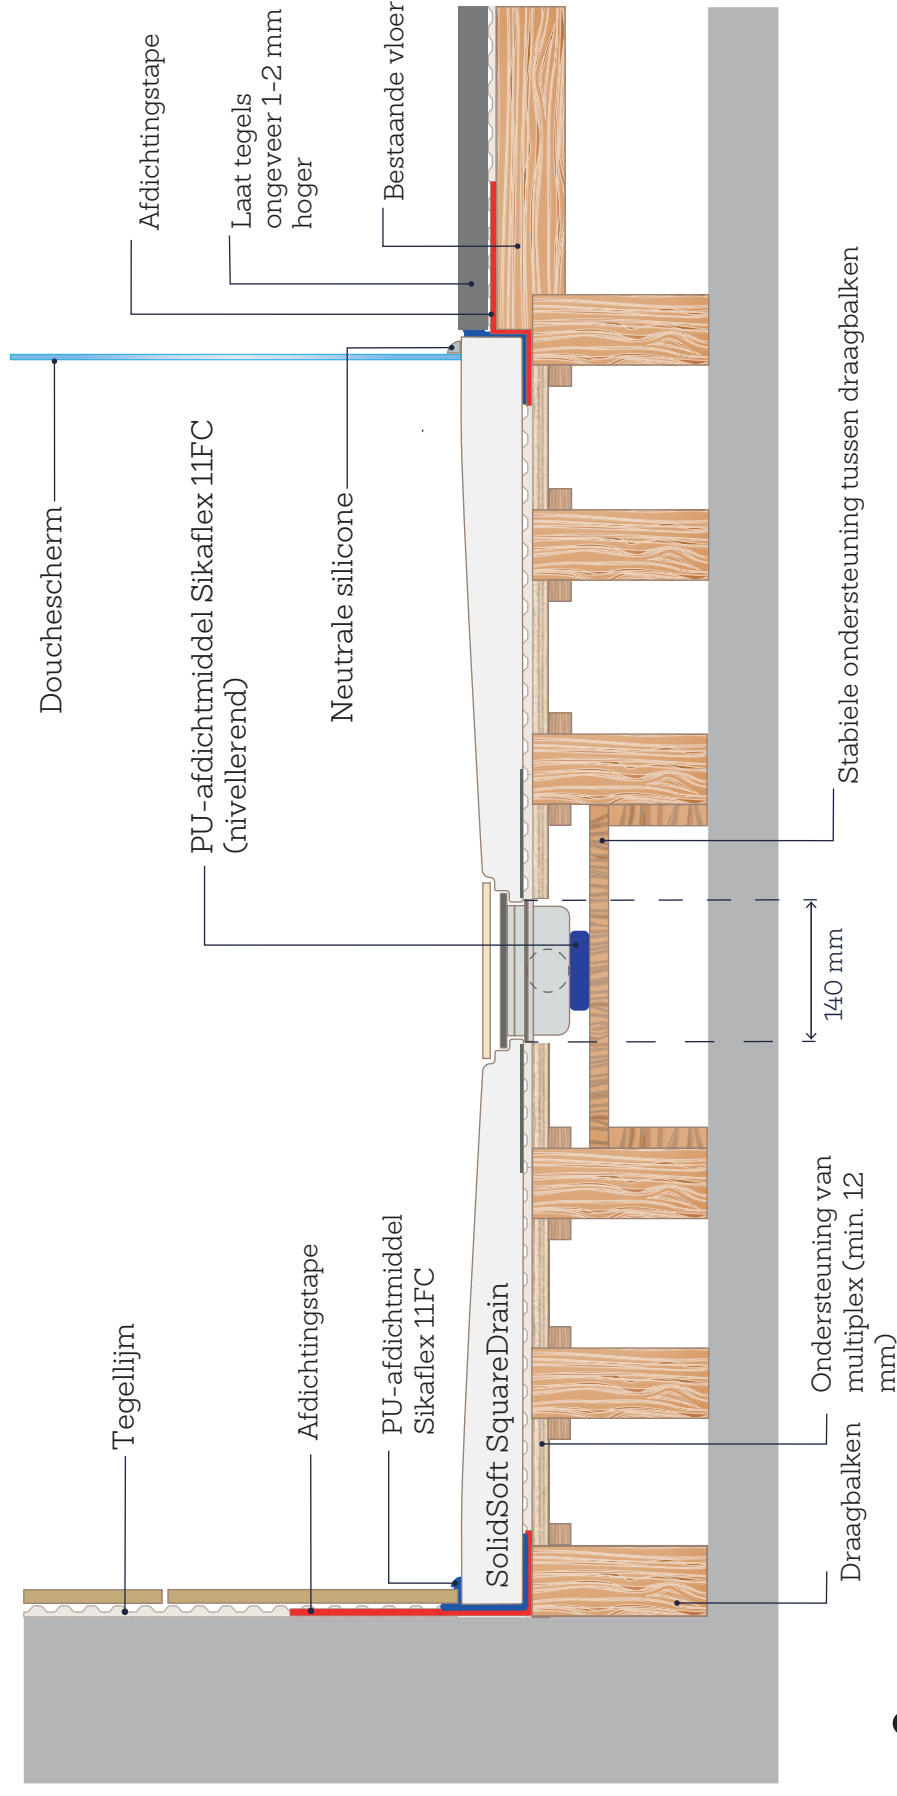 Tegellijm
Afdichtingstape
PU-afdichtmiddel
Sikaflex 11FC
SolidSoft SquareDrain
Douchescherm
PU-afdichtmiddel Sikaflex 11FC
(nivellerend)
Neutrale silicone
Afdichtingstape
Laat tegels
ongeveer 1-2 mm
hoger
Bestaande vloer
Draagbalken
Ondersteuning van
multiplex (min. 12
mm)
140 mm
Stabiele ondersteuning tussen draagbalken